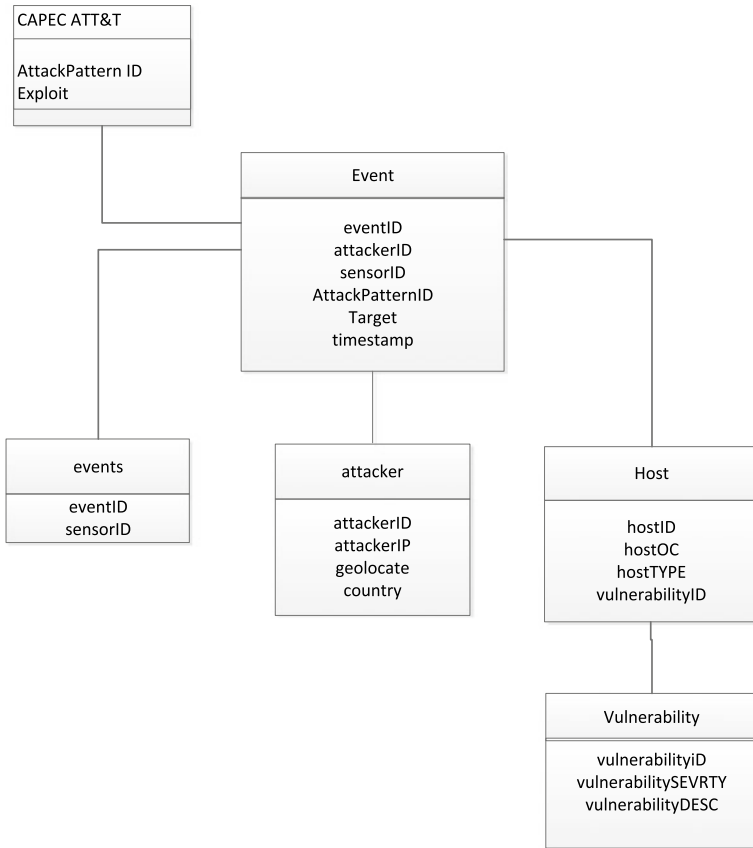 CAPEC ATT&T
AttackPattern ID
Exploit
Event
eventID
attackerID
sensorID
AttackPatternID
Target
timestamp
events
eventID
sensorID
attacker
attackerID
attackerIP
geolocate
country
Host
hostID
hostOC
hostTYPE
vulnerabilityID
Vulnerability
vulnerabilityiD
vulnerabilitySEVRTY
vulnerabilityDESC